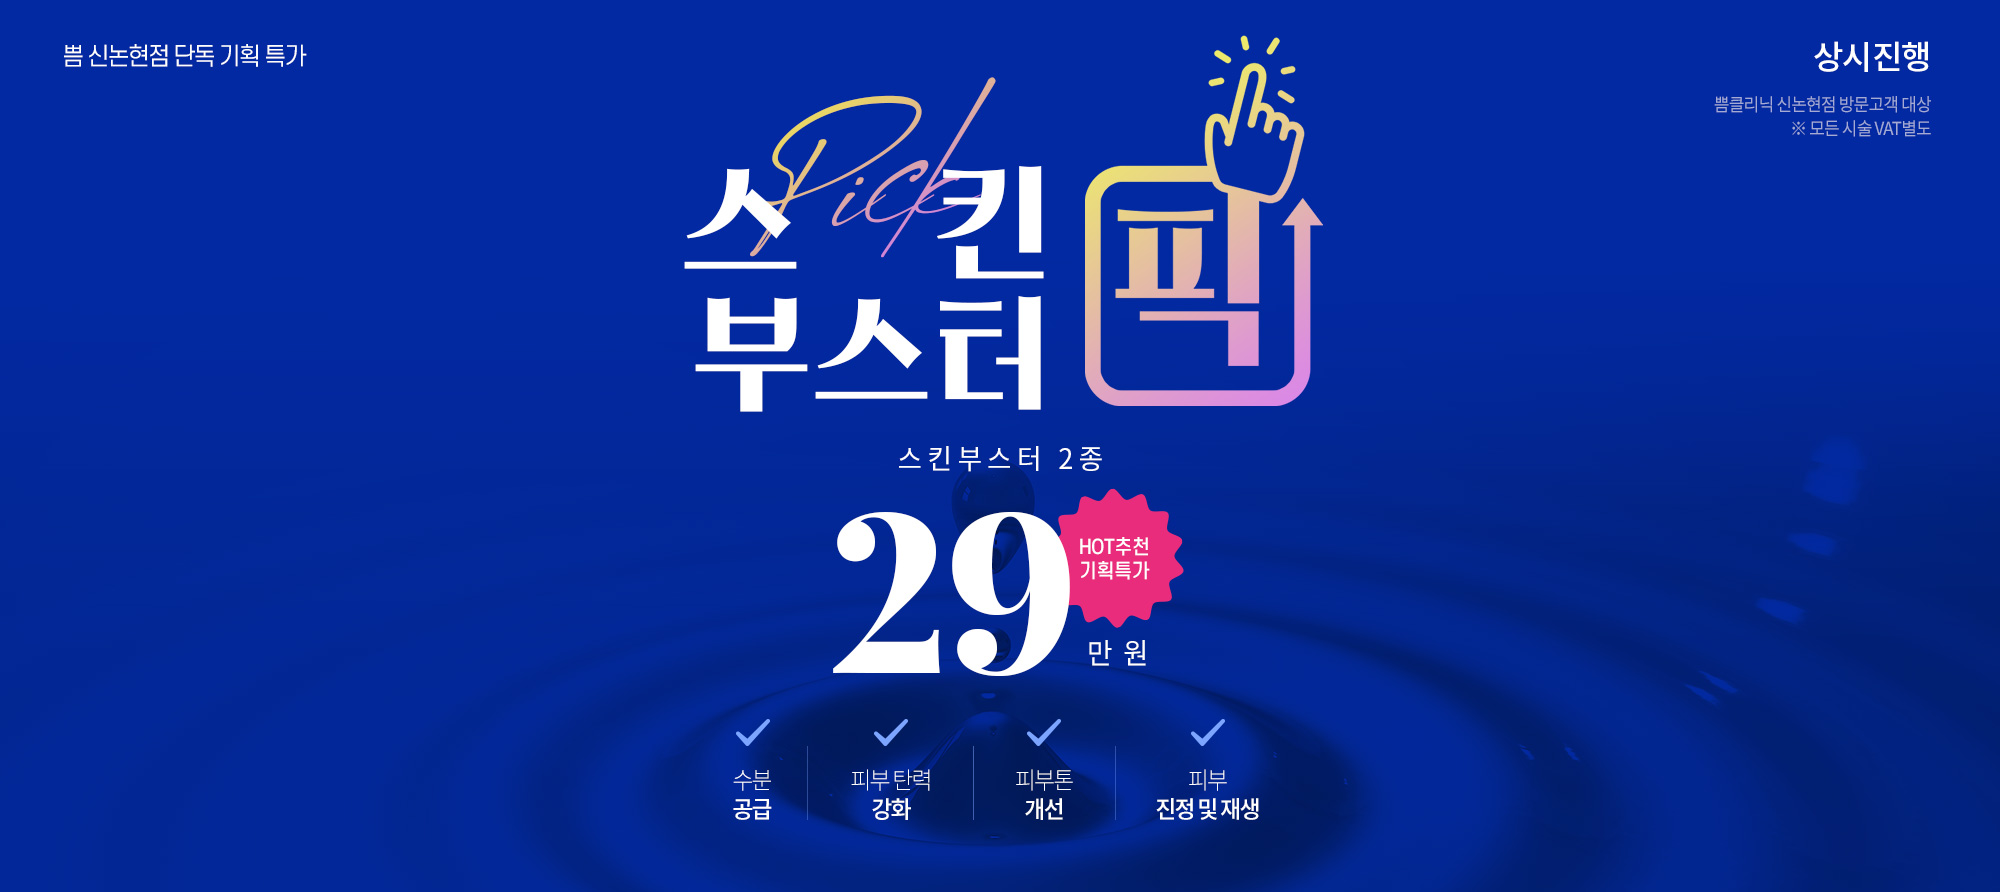 쁨 신논현점 단독 기획 특가
상시진행
쁨클리닉 신논현점 방문고객 대상
※ 모든 시술 VAT별도
Pick
스킨
부스터
픽
스킨부스터 2종
29
HOT추천
기획특가
만 원
수분
공급
피부 탄력
강화
피부톤
개선
피부
진정 및 재생